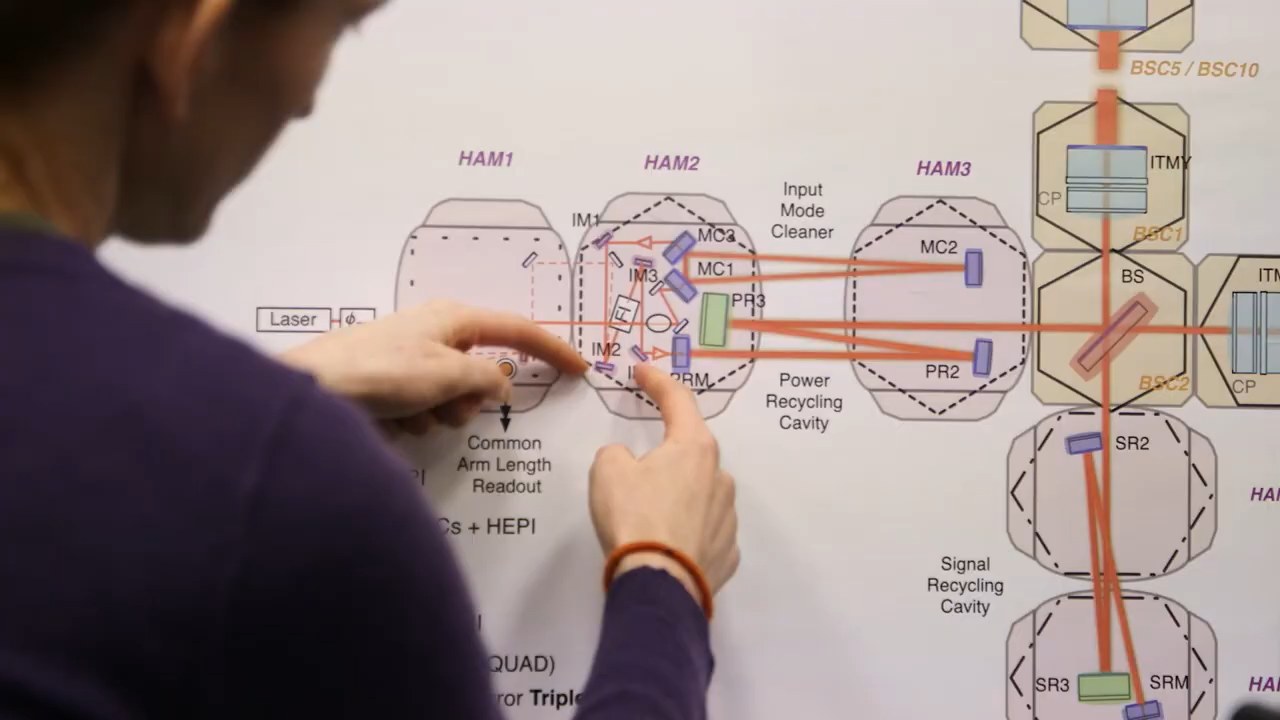 BSC5 / BSC10
HAM1
HAM2
HAM3
ITMY
CP
BSC1
Input
Mode
Cleaner
IM1
MC3
MC2
IM3
MC1
BS
PR3
Laser
FI
IM2
PRM
PR2
BSC2
CP
Power
Recycling
Cavity
Common
Arm Length
Readout
SR2
Cs + HEPI
Signal
Recycling
Cavity
QUAD)
Triple
SR3
SRM